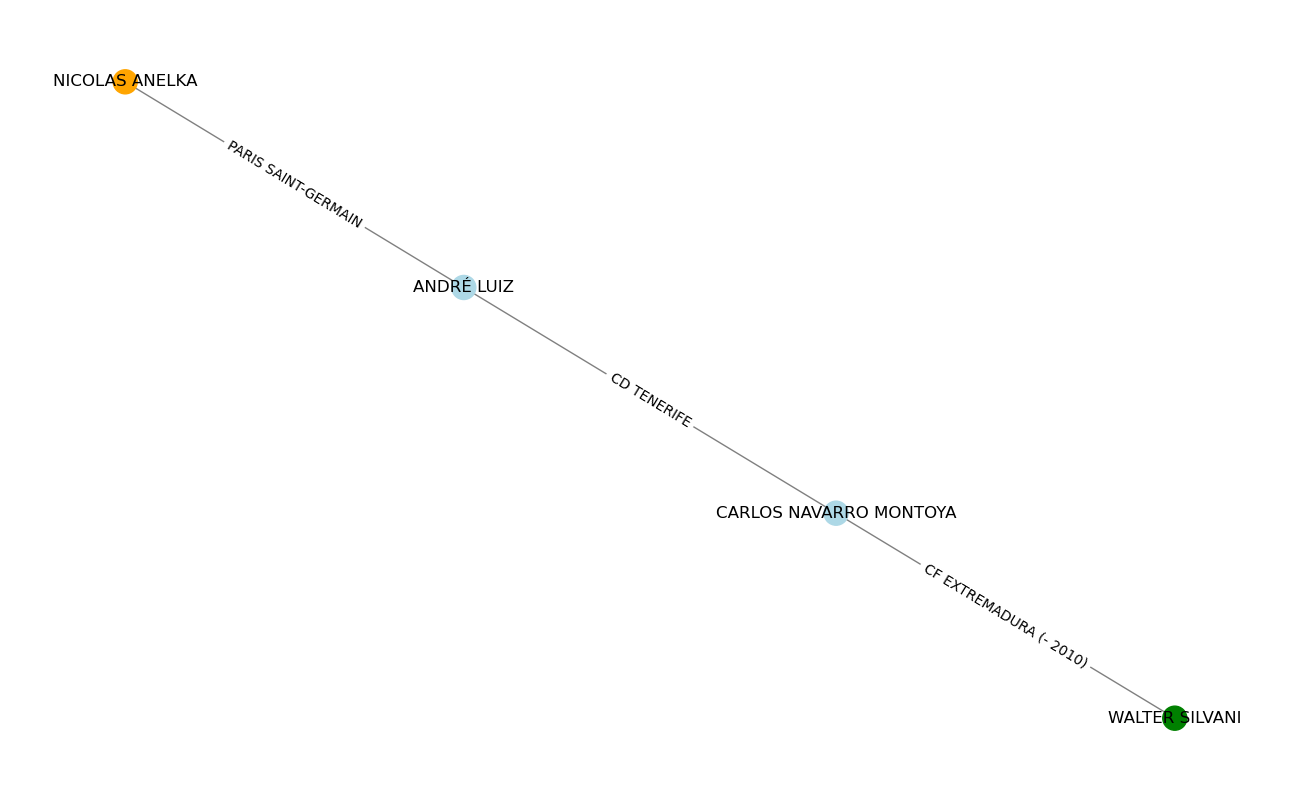 NICOLAS ANELKA
PARIS SAINT-GERMAIN
ANDRÉ LUIZ
CD TENERIFE
CARLOS NAVARRO MONTOYA
CF EXTREMADURA (- 2010)
WALTER SILVANI